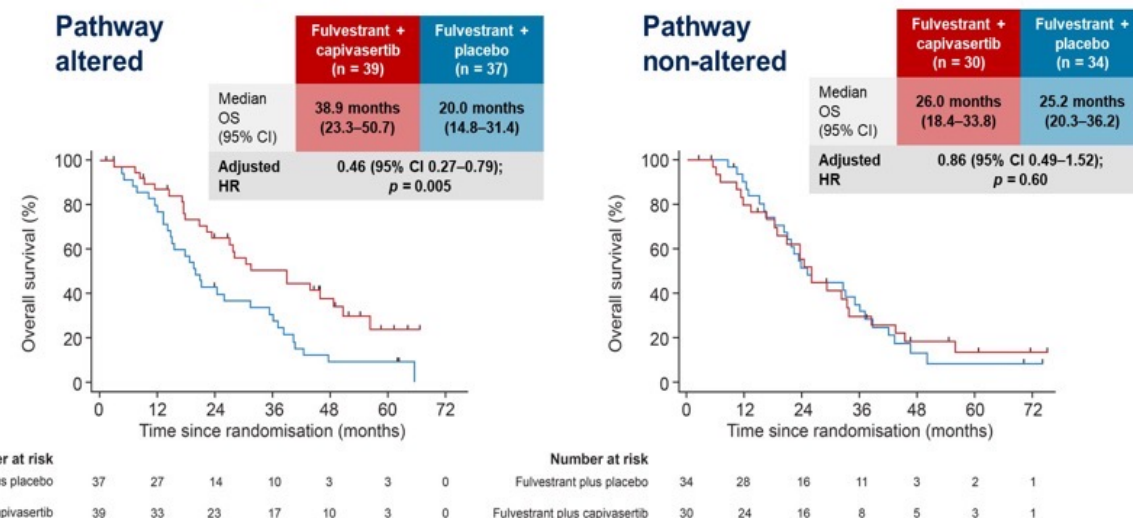 Pathway
altered
Fulvestrant +
capivasertib
(n = 39)
Fulvestrant +
placebo
(n = 37)
Median
OS
(95% CI)
38.9 months
(23.3–50.7)
20.0 months
(14.8–31.4)
Adjusted
HR
0.46 (95% CI 0.27–0.79);
p = 0.005
Overall survival (%)
100
80
60
40
20
0
0 12 24 36 48 60 72
Time since randomisation (months)
er at risk
us placebo 37 27 14 10 3 3 0
apivasertib 39 33 23 17 10 3 0
Pathway
non-altered
Fulvestrant +
capivasertib
(n = 30)
Fulvestrant +
placebo
(n = 34)
Median
OS
(95% CI)
26.0 months
(18.4–33.8)
25.2 months
(20.3–36.2)
Adjusted
HR
0.86 (95% CI 0.49–1.52);
p = 0.60
Overall survival (%)
100
80
60
40
20
0
0 12 24 36 48 60 72
Time since randomisation (months)
Number at risk
Fulvestrant plus placebo 34 28 16 11 3 2 1
Fulvestrant plus capivasertib 30 24 16 8 5 3 1